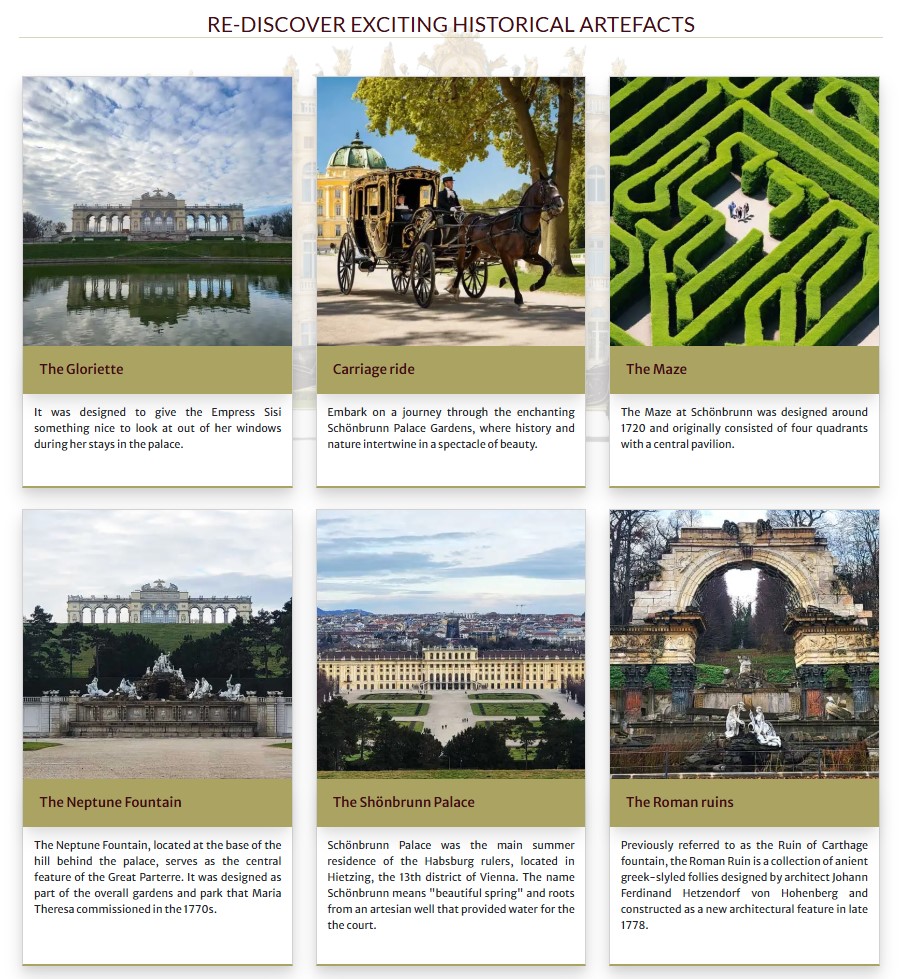 RE-DISCOVER EXCITING HISTORICAL ARTEFACTS
The Gloriette
It was designed to give the Empress Sisi
something nice to look at out of her windows
during her stays in the palace.
Carriage ride
Embark on a journey through the enchanting
Schönbrunn Palace Gardens, where history and
nature intertwine in a spectacle of beauty.
The Maze
The Maze at Schönbrunn was designed around
1720 and originally consisted of four quadrants
with a central pavilion.
The Neptune Fountain
The Neptune Fountain, located at the base of the
hill behind the palace, serves as the central
feature of the Great Parterre. It was designed as
part of the overall gardens and park that Maria
Theresa commissioned in the 1770s.
The Schönbrunn Palace
Schönbrunn Palace was the main summer
residence of the Habsburg rulers, located in
Hietzing, the 13th district of Vienna. The name
Schönbrunn means "beautiful spring" and roots
from an artesian well that provided water for the
the court.
The Roman ruins
Previously referred to as the Ruin of Carthage
fountain, the Roman Ruin is a collection of anient
greek-slyled follies designed by architect Johann
Ferdinand Hetzendorf von Hohenberg and
constructed as a new architectural feature in late
1778.